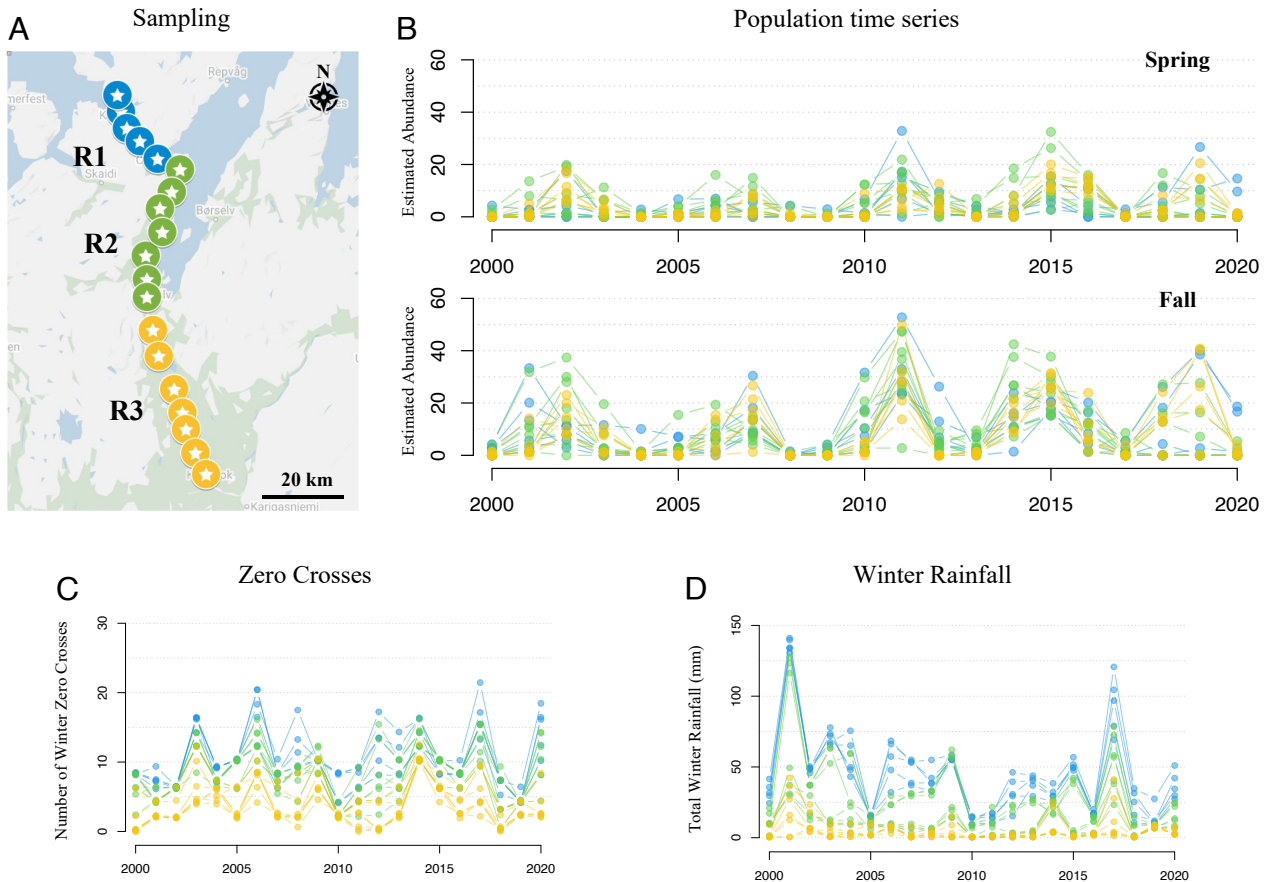 A
Sampling
N
Repvåg
merfest
R1
Skaidi
Børselv
R2
lv
en
R3
ok
Karigasniemi
20 km
B
Population time series
Spring
Estimated Abundance
60
40
20
0
2000
2005
2010
2015
2020
Fall
Estimated Abundance
60
40
20
0
2000
2005
2010
2015
2020
C
Zero Crosses
Number of Winter Zero Crosses
30
20
10
0
2000
2005
2010
2015
2020
D
Winter Rainfall
Total Winter Rainfall (mm)
150
100
50
0
2000
2005
2010
2015
2020